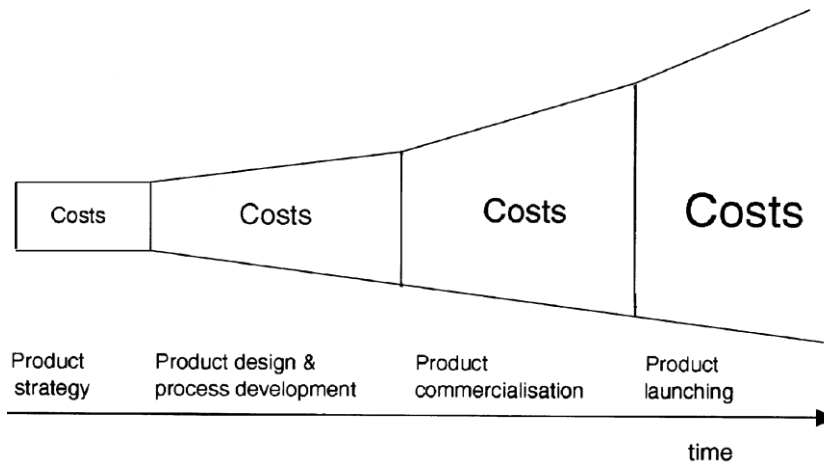 Costs
Costs
Costs
Costs
Product
strategy
Product design &
process development
Product
commercialisation
Product
launching
time